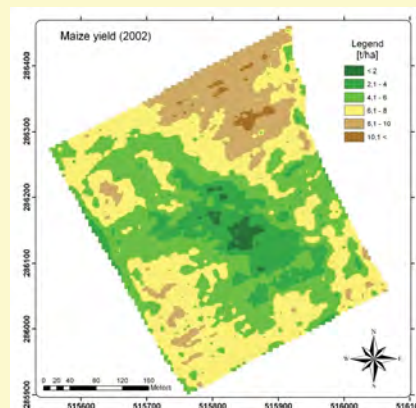 Maize yield (2002)
Legend
[t/ha]
< 2
2,1 - 4
4,1 - 6
6,1 - 8
8,1 - 10
10,1 <
286400
286300
286200
286100
286000
285900
0 20 40 80 120 160
Meters
N
W E
S
515600 515700 515800 515900 516000